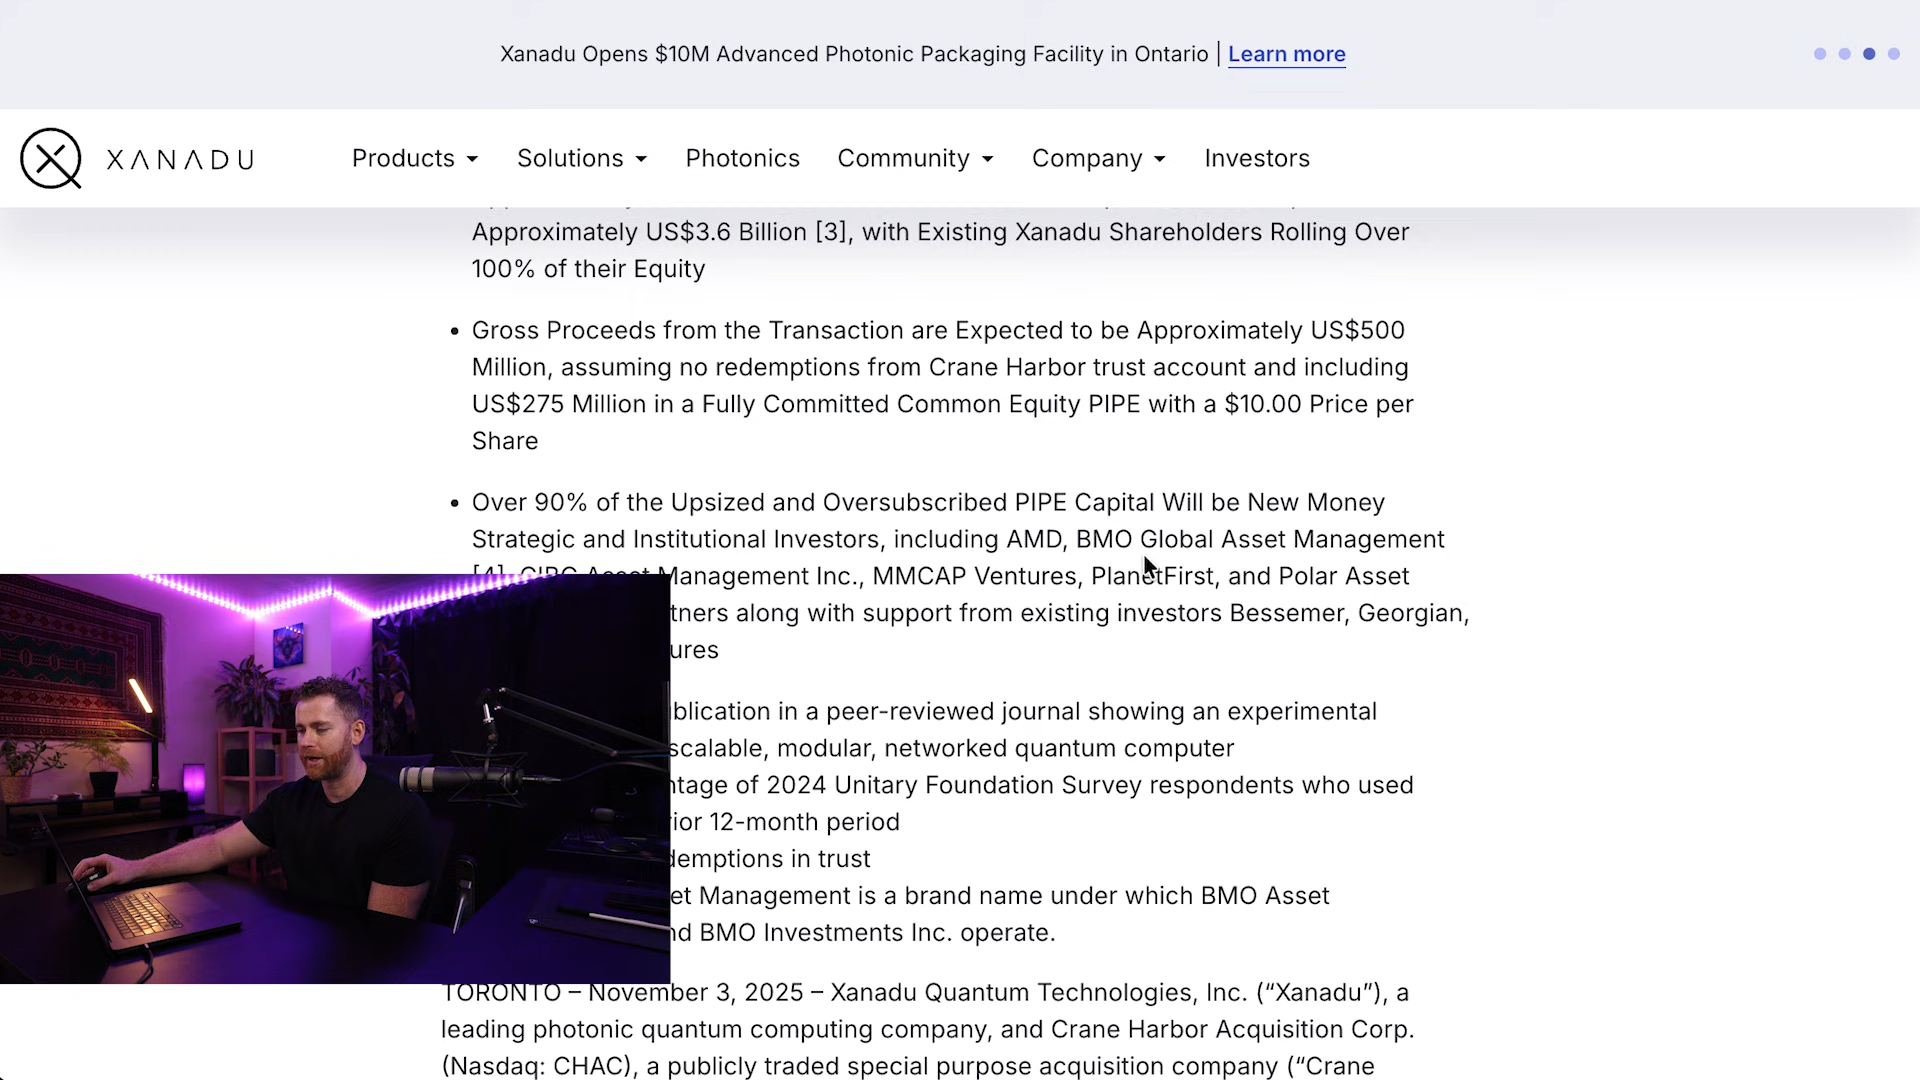 Xanadu Opens $10M Advanced Photonic Packaging Facility in Ontario | Learn more
XANADU
Products
Solutions
Photonics
Community
Company
Investors
Approximately US$3.6 Billion [3], with Existing Xanadu Shareholders Rolling Over
100% of their Equity
• Gross Proceeds from the Transaction are Expected to be Approximately US$500
Million, assuming no redemptions from Crane Harbor trust account and including
US$275 Million in a Fully Committed Common Equity PIPE with a $10.00 Price per
Share
• Over 90% of the Upsized and Oversubscribed PIPE Capital Will be New Money
Strategic and Institutional Investors, including AMD, BMO Global Asset Management
[4], CIBC Asset Management Inc., MMCAP Ventures, PlanetFirst, and Polar Asset
tners along with support from existing investors Bessemer, Georgian,
ures
blication in a peer-reviewed journal showing an experimental
scalable, modular, networked quantum computer
ntage of 2024 Unitary Foundation Survey respondents who used
rior 12-month period
demptions in trust
et Management is a brand name under which BMO Asset
nd BMO Investments Inc. operate.
TORONTO – November 3, 2025 – Xanadu Quantum Technologies, Inc. (“Xanadu”), a
leading photonic quantum computing company, and Crane Harbor Acquisition Corp.
(Nasdaq: CHAC), a publicly traded special purpose acquisition company (“Crane